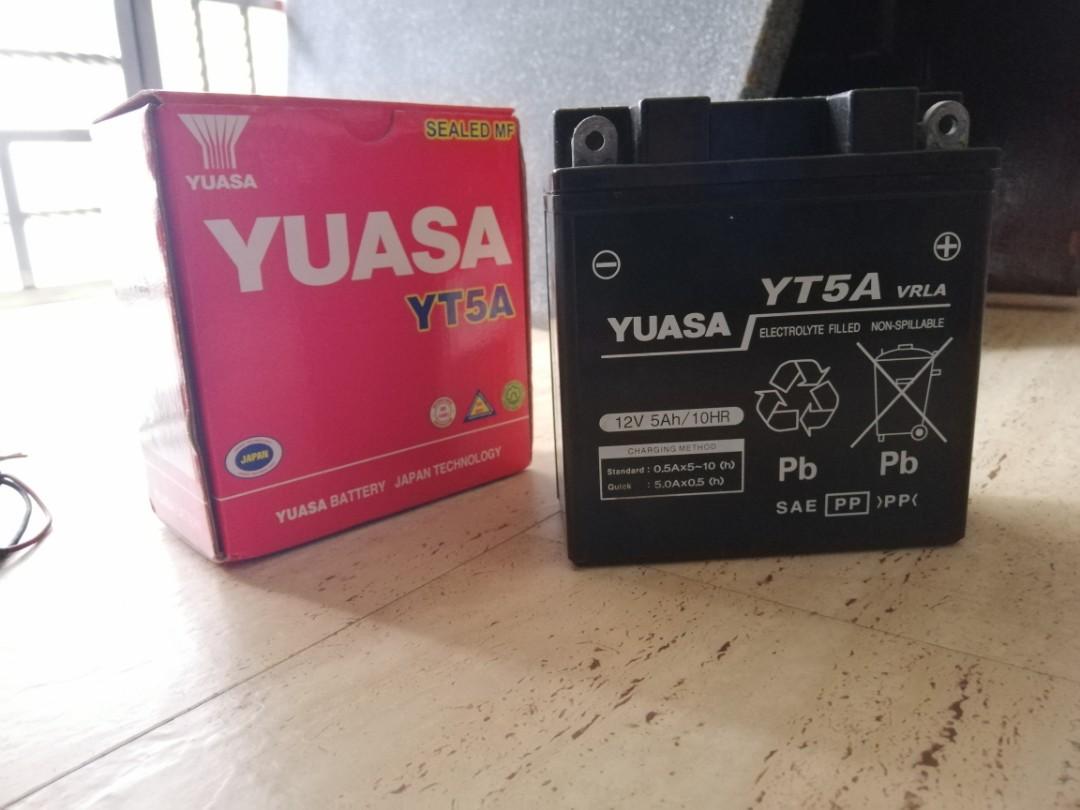 SEALED MF
YUASA
YUASA
YT5A
JAPAN
YUASA BATTERY JAPAN TECHNOLOGY
YT5A VRLA
YUASA
ELECTROLYTE FILLED NON-SPILLABLE
12V 5Ah/10HR
CHARGING METHOD
Standard : 0.5A×5~10 (h)
Quick : 5.0A×0.5 (h)
Pb
Pb
SAE PP >PP<